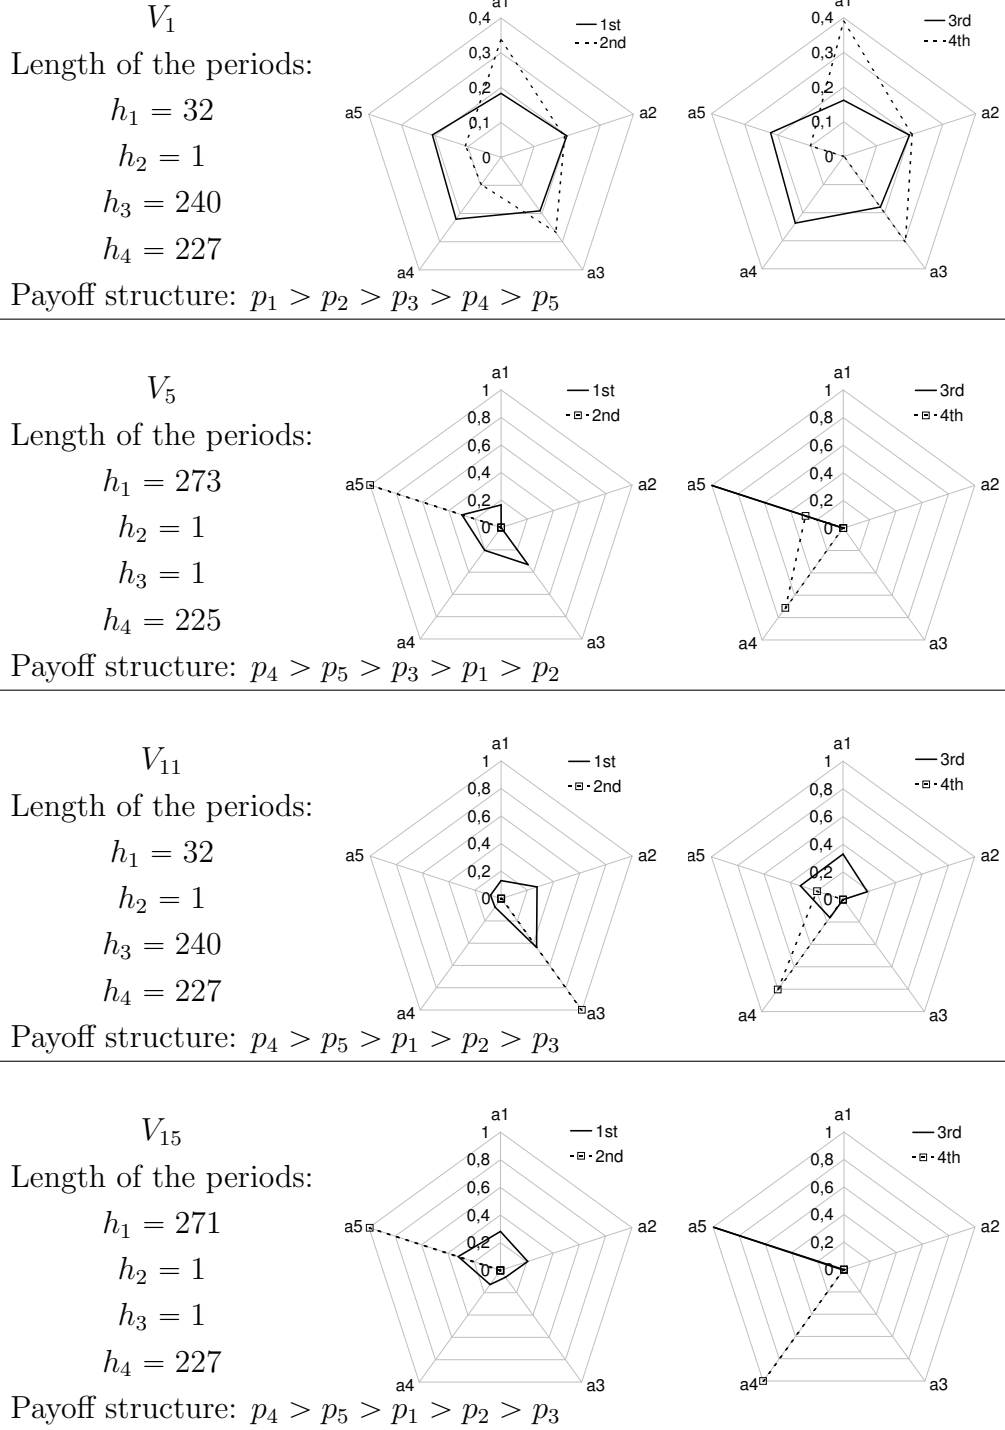 V₁
Length of the periods:
h₁ = 32
h₂ = 1
h₃ = 240
h₄ = 227
Payoff structure: p₁ > p₂ > p₃ > p₄ > p₅
a1
0,4
0,3
0,2
0,1
0
1st
2nd
a5
a2
a4
a3
a1
0,4
0,3
0,2
0,1
0
3rd
4th
a5
a2
a4
a3
V₅
Length of the periods:
h₁ = 273
h₂ = 1
h₃ = 1
h₄ = 225
Payoff structure: p₄ > p₅ > p₃ > p₁ > p₂
a1
1
0,8
0,6
0,4
0,2
0
1st
2nd
a5
a2
a4
a3
a1
1
0,8
0,6
0,4
0,2
0
3rd
4th
a5
a2
a4
a3
V₁₁
Length of the periods:
h₁ = 32
h₂ = 1
h₃ = 240
h₄ = 227
Payoff structure: p₄ > p₅ > p₁ > p₂ > p₃
a1
1
0,8
0,6
0,4
0,2
0
1st
2nd
a5
a2
a4
a3
a1
1
0,8
0,6
0,4
0,2
0
3rd
4th
a5
a2
a4
a3
V₁₅
Length of the periods:
h₁ = 271
h₂ = 1
h₃ = 1
h₄ = 227
Payoff structure: p₄ > p₅ > p₁ > p₂ > p₃
a1
1
0,8
0,6
0,4
0,2
0
1st
2nd
a5
a2
a4
a3
a1
1
0,8
0,6
0,4
0,2
0
3rd
4th
a5
a2
a4
a3